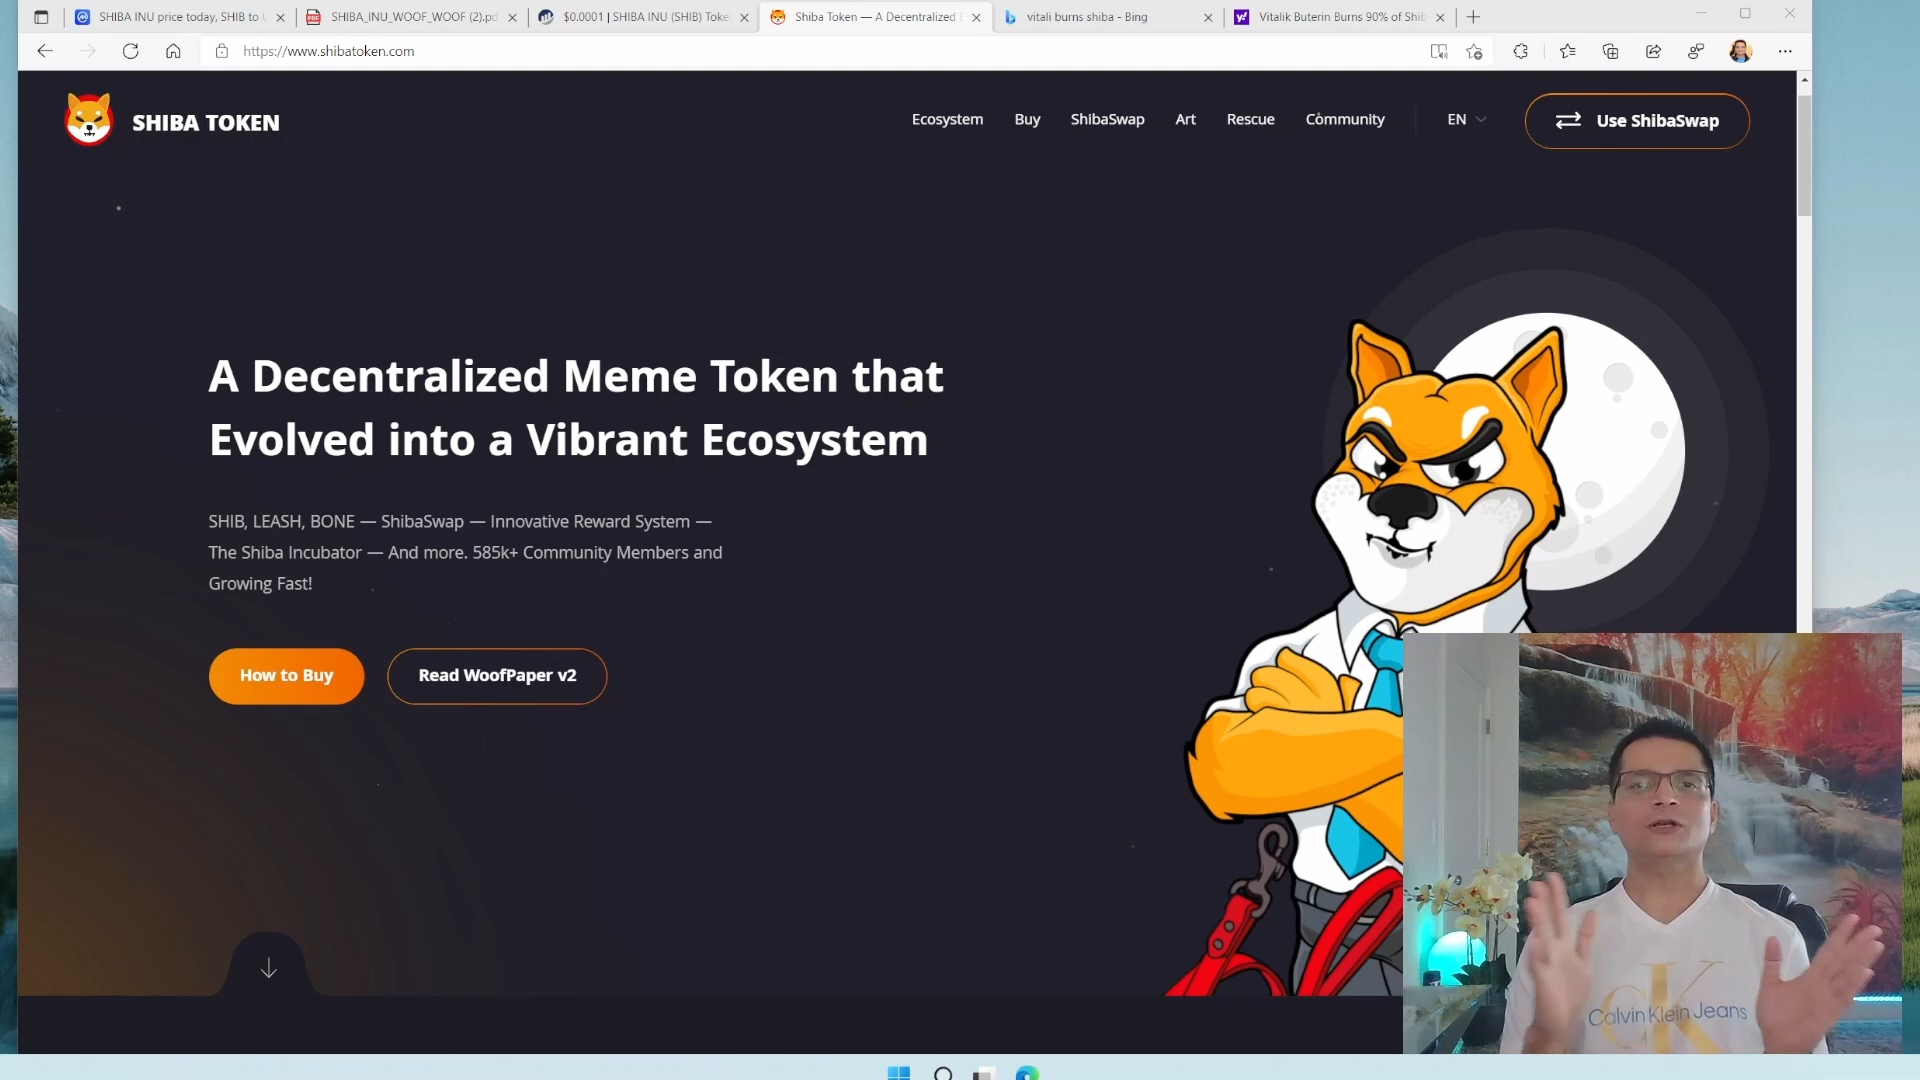 SHIBA INU price today, SHIB to U
SHIBA_INU_WOOF_WOOF (2).pd
$0.0001 | SHIBA INU (SHIB) Toke
Shiba Token — A Decentralized
vitali burns shiba - Bing
Vitalik Buterin Burns 90% of Shib
https://www.shibatoken.com
SHIBA TOKEN
Ecosystem
Buy
ShibaSwap
Art
Rescue
Community
EN
Use ShibaSwap
A Decentralized Meme Token that
Evolved into a Vibrant Ecosystem
SHIB, LEASH, BONE — ShibaSwap — Innovative Reward System —
The Shiba Incubator — And more. 585k+ Community Members and
Growing Fast!
How to Buy
Read WoofPaper v2
CK
Calvin Klein Jeans